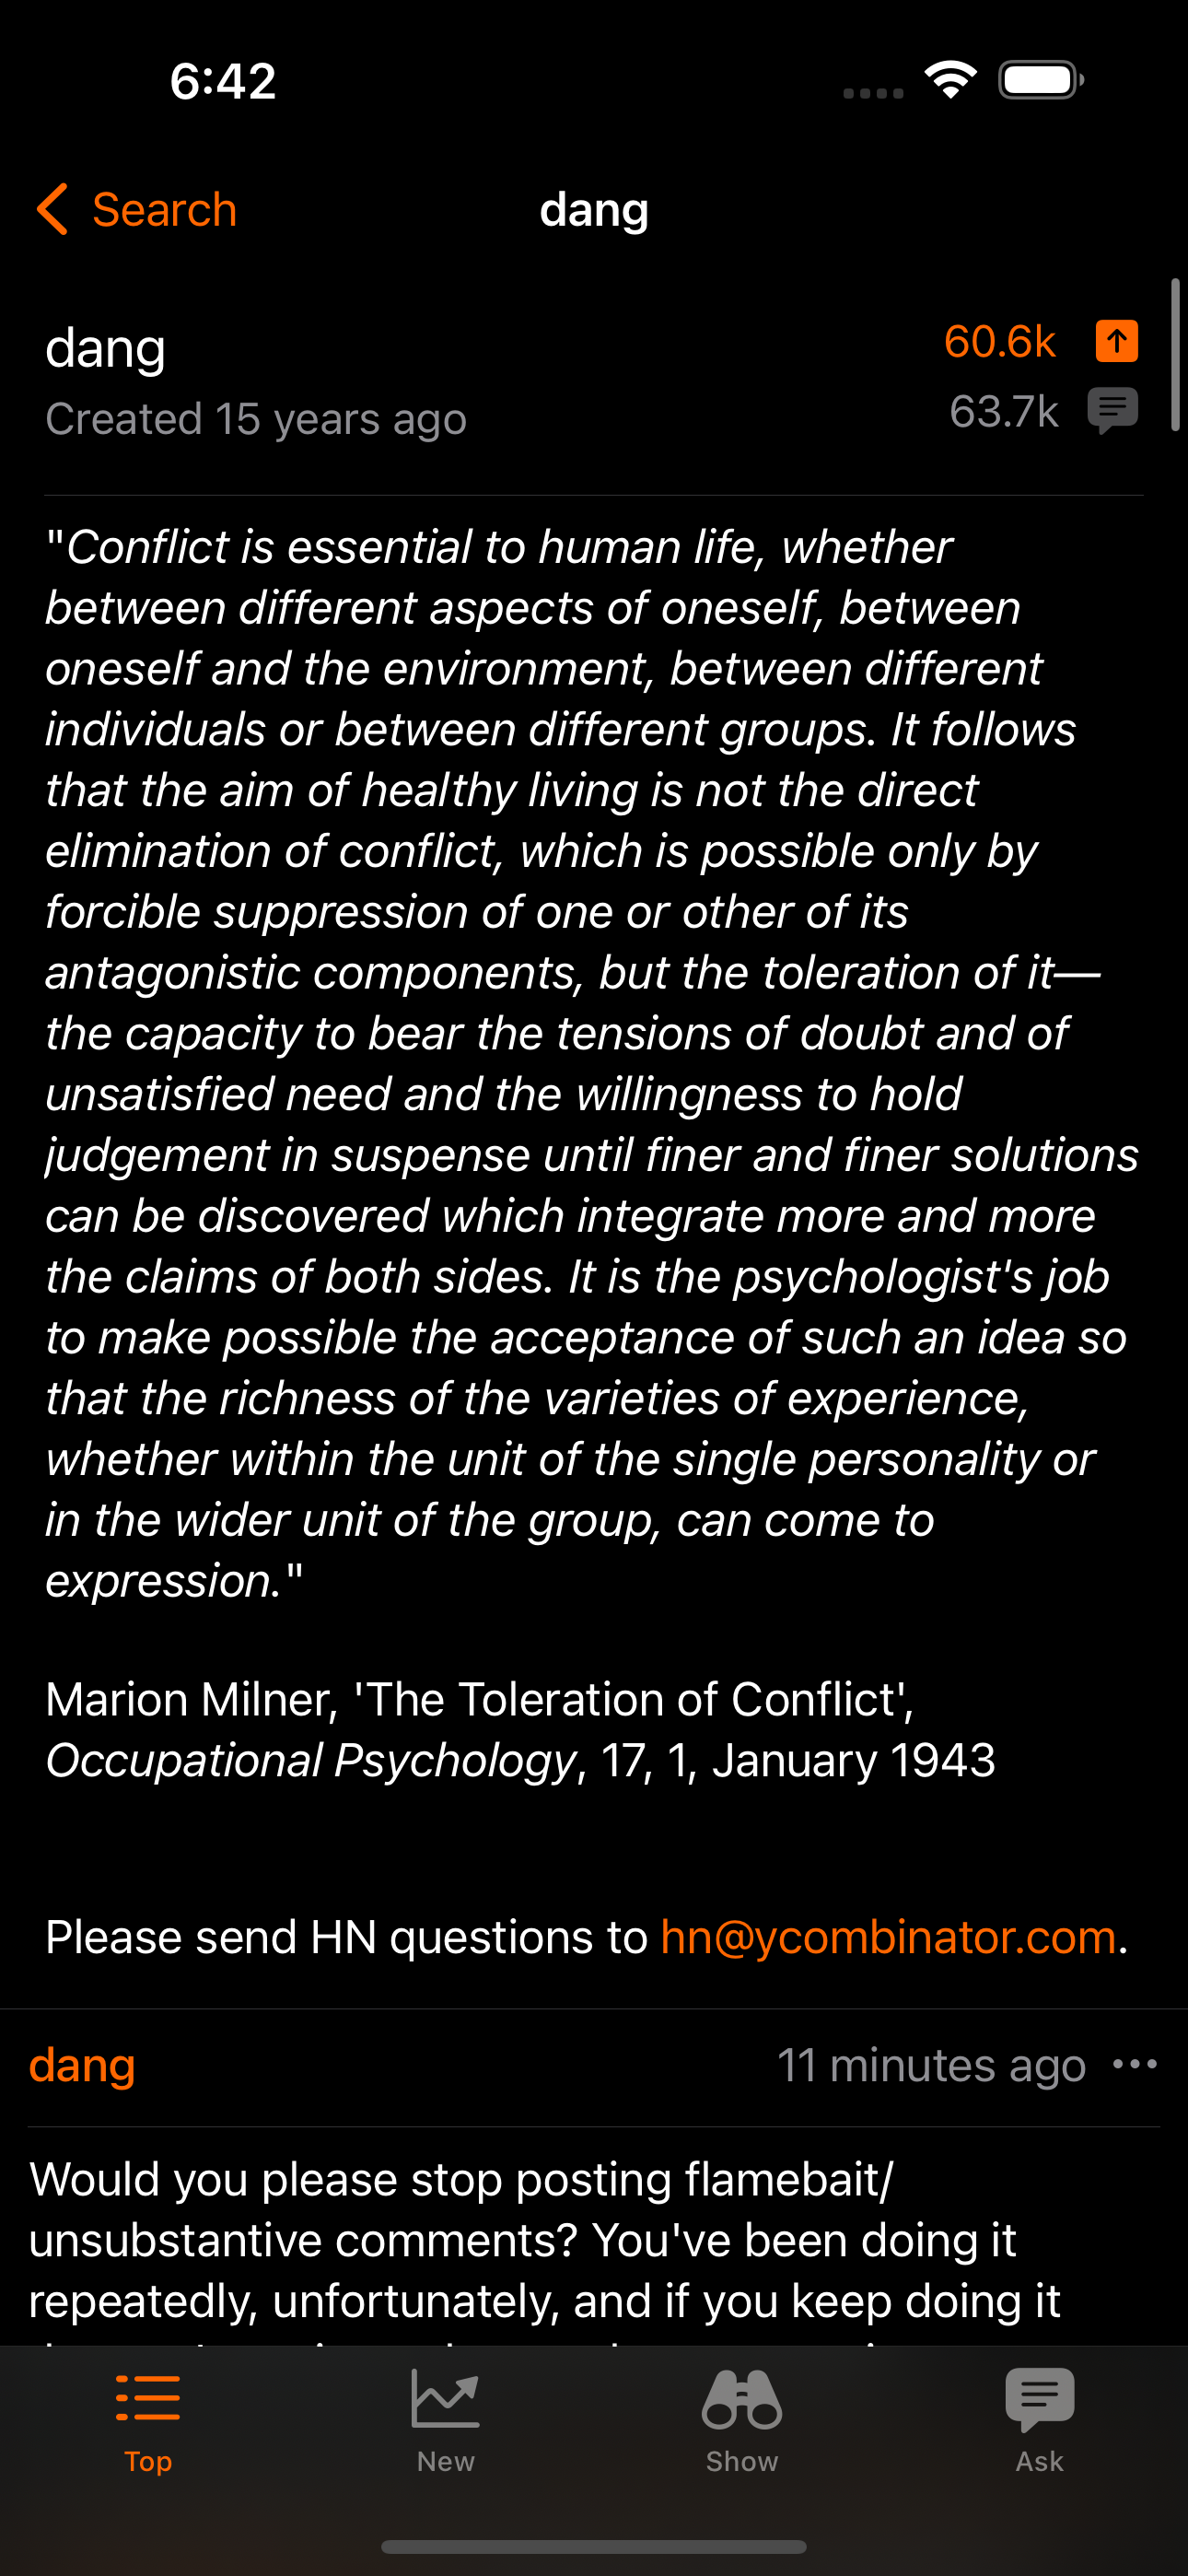 6:42
Search
dang
dang
60.6k
Created 15 years ago
63.7k
"Conflict is essential to human life, whether
between different aspects of oneself, between
oneself and the environment, between different
individuals or between different groups. It follows
that the aim of healthy living is not the direct
elimination of conflict, which is possible only by
forcible suppression of one or other of its
antagonistic components, but the toleration of it—
the capacity to bear the tensions of doubt and of
unsatisfied need and the willingness to hold
judgement in suspense until finer and finer solutions
can be discovered which integrate more and more
the claims of both sides. It is the psychologist's job
to make possible the acceptance of such an idea so
that the richness of the varieties of experience,
whether within the unit of the single personality or
in the wider unit of the group, can come to
expression."
Marion Milner, 'The Toleration of Conflict',
Occupational Psychology, 17, 1, January 1943
Please send HN questions to hn@ycombinator.com.
dang
11 minutes ago
Would you please stop posting flamebait/
unsubstantive comments? You've been doing it
repeatedly, unfortunately, and if you keep doing it
Top
New
Show
Ask